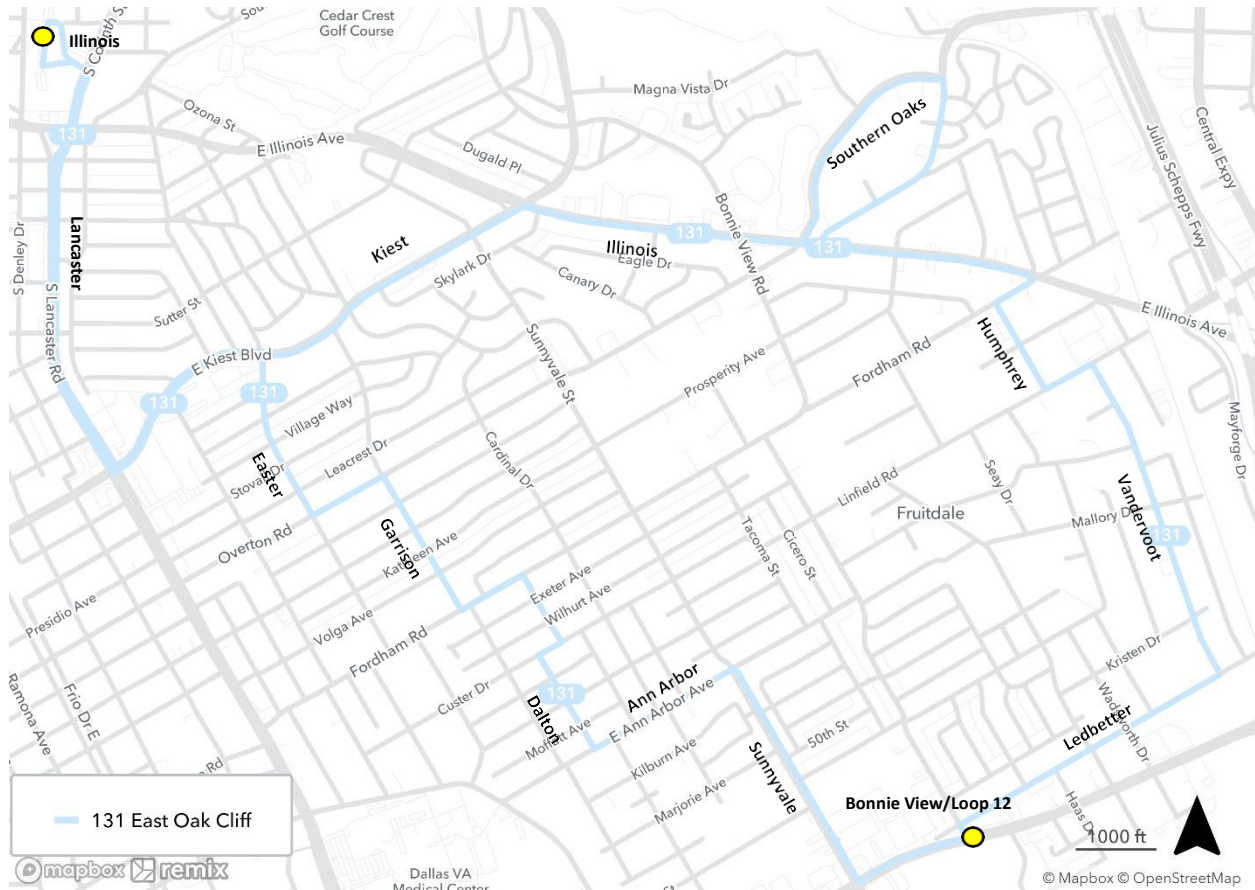 Cedar Crest
Golf Course
Illinois
S Corinth S
Magna Vista Dr
Ozona St
131
E Illinois Ave
Dugald Pl
Southern Oaks
Julius Schepps Fwy
Central Expy
S Denley Dr
Lancaster
Kiest
Bonnie View Rd
131
131
Illinois
Eagle Dr
Skylark Dr
Canary Dr
S Lancaster Rd
Sutter St
E Illinois Ave
Humphrey
Sunnyvale St
E Kiest Blvd
Fordham Rd
Prosperity Ave
131
131
Village Way
Mayforge Dr
Cardinal Dr
Leacrest Dr
Easter
Linfield Rd
Seay Dr
Vandervoot
Overton Rd
Garrison
Fruitdale
Mallory D
131
Tacoma St
Cicero St
Exeter Ave
Wilhurt Ave
Presidio Ave
Volga Ave
Fordham Rd
Kristen Dr
Ann Arbor
E Ann Arbor Ave
Custer Dr
131
Dalton
Ramona Ave
Frio Dr E
Moffett Ave
Ledbetter
50th St
Sunnyvale
Kilburn Ave
Marjorie Ave
Rd
131 East Oak Cliff
Bonnie View/Loop 12
Haas D
1000 ft
Dallas VA
Medical Center
mapbox remix
© Mapbox © OpenStreetMap